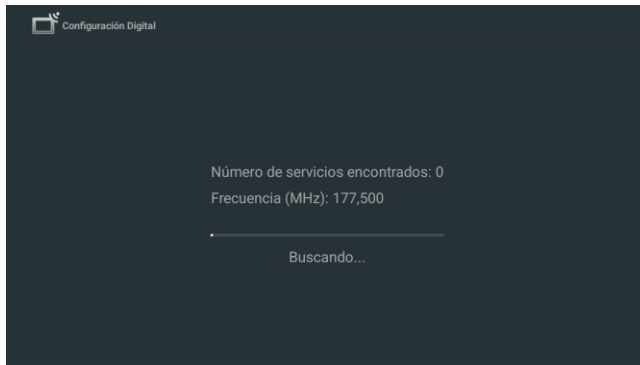 Configuración Digital
Número de servicios encontrados: 0
Frecuencia (MHz): 177,500
Buscando...